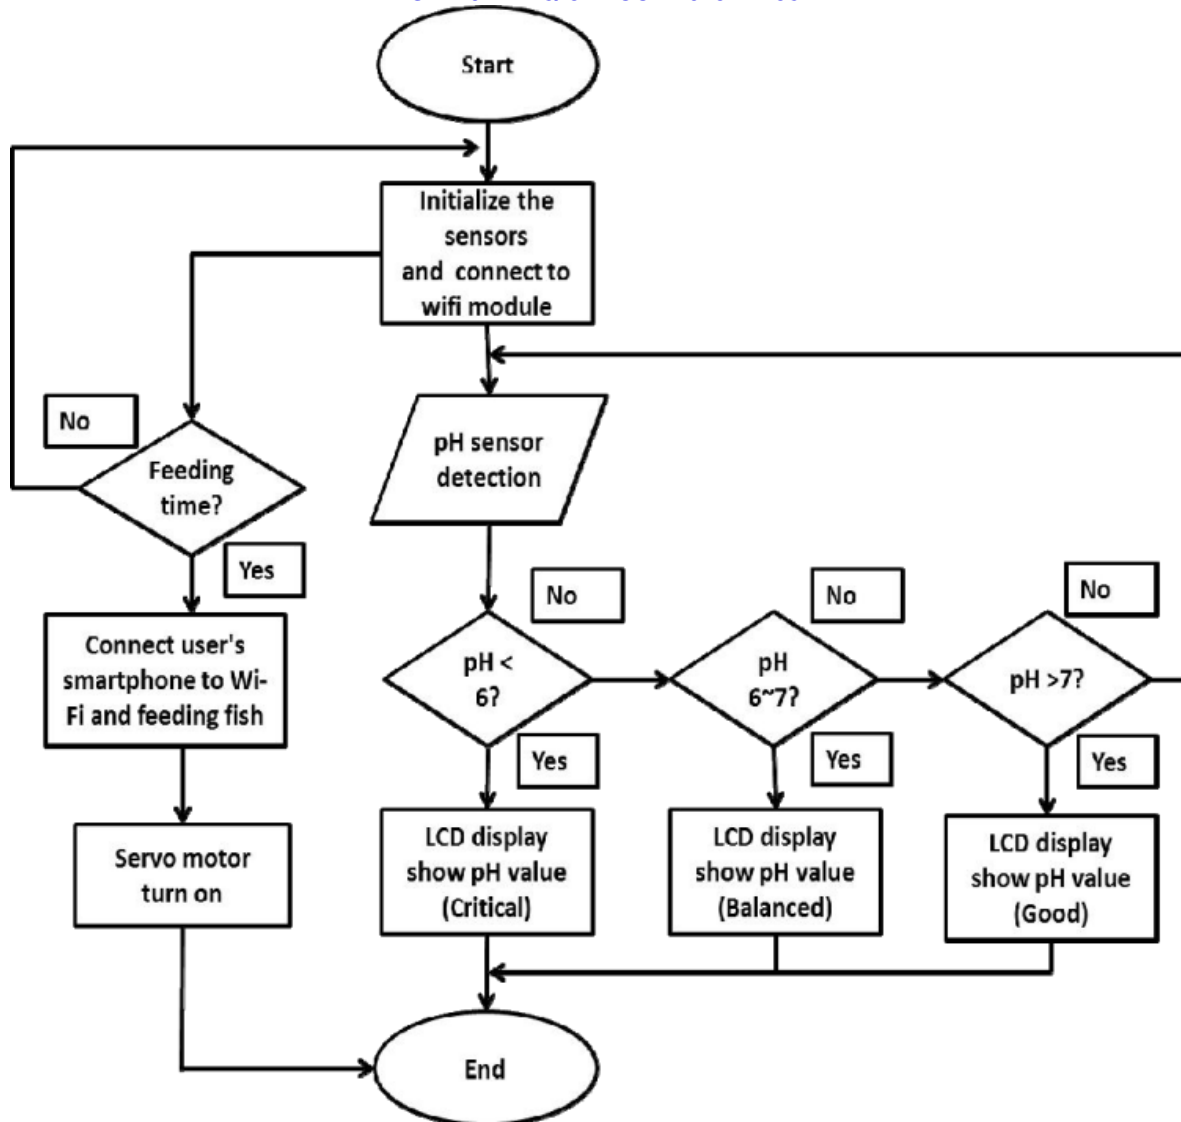 Start
Initialize the
sensors
and connect to
wifi module
No
Feeding
time?
Yes
Connect user's
smartphone to Wi-
Fi and feeding fish
Servo motor
turn on
pH sensor
detection
pH <
6?
No
Yes
LCD display
show pH value
(Critical)
pH
6~7?
No
Yes
LCD display
show pH value
(Balanced)
pH >7?
No
Yes
LCD display
show pH value
(Good)
End